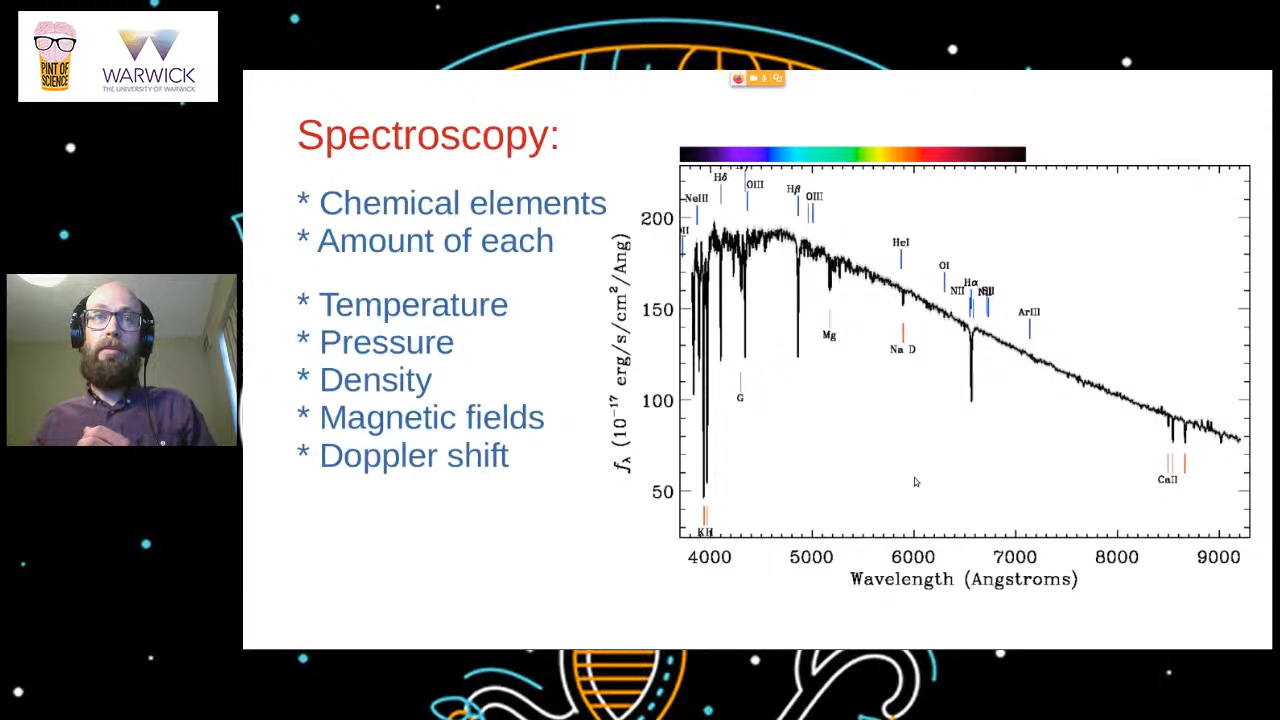 PINT OF
SCIENCE
WARWICK
THE UNIVERSITY OF WARWICK
Spectroscopy:
* Chemical elements
* Amount of each
* Temperature
* Pressure
* Density
* Magnetic fields
* Doppler shift
Hδ
OIII
Hβ
OIII
NeIII
HeI
OI
Hα
NII
SII
ArIII
Mg
Na D
G
CaII
K H
200
150
100
50
f_λ (10⁻¹⁷ erg/s/cm²/Ang)
4000 5000 6000 7000 8000 9000
Wavelength (Angstroms)